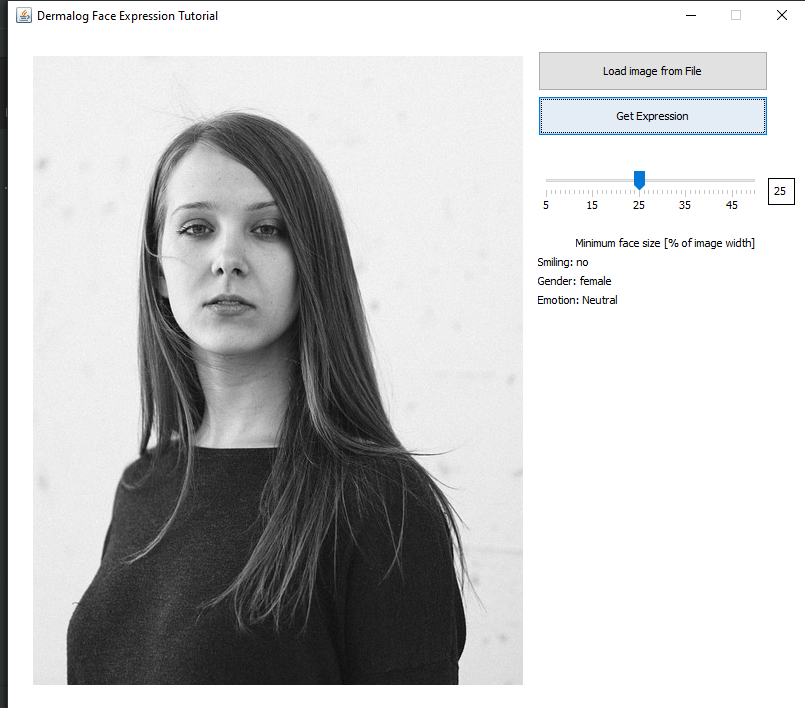 Dermalog Face Expression Tutorial
Load image from File
Get Expression
25
5 15 25 35 45
Minimum face size [% of image width]
Smiling: no
Gender: female
Emotion: Neutral